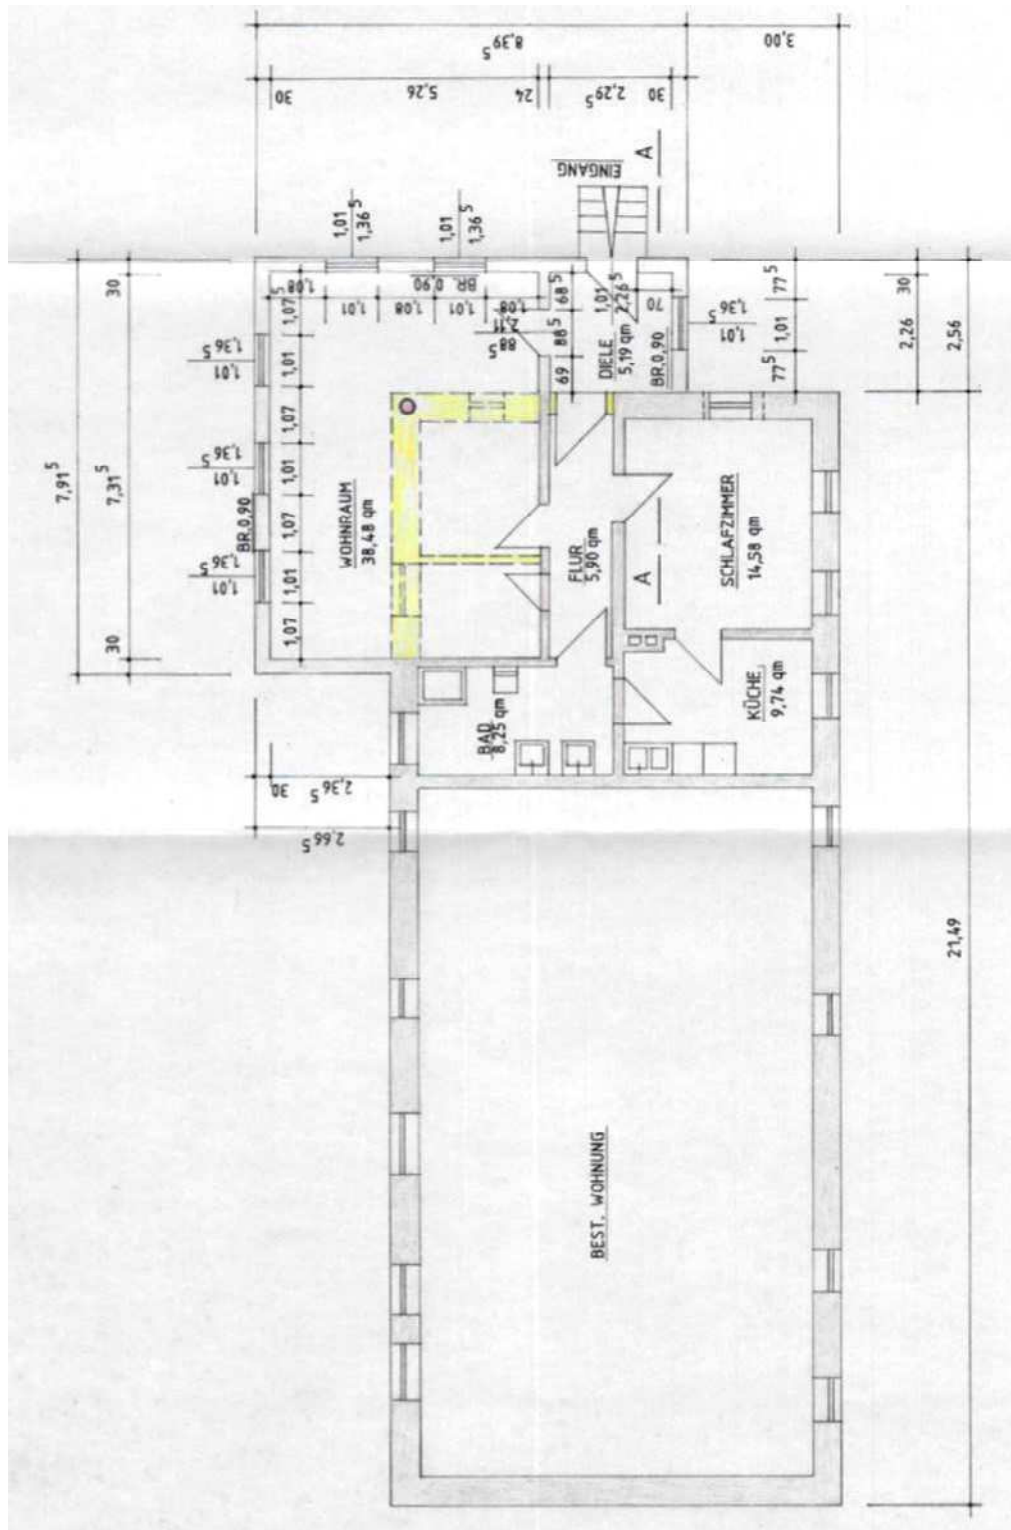 8,39⁵
3,00
30
5,26
24
2,29⁵
30
EINGANG
A
1,01
1,36⁵
1,01
1,36⁵
BR. 0,90
1,08⁵
1,01
1,08
1,01
1,08
88⁵
2,11
68⁵
88⁵
69
1,01
2,26⁵
70
DIELE
5,19 qm
BR.0,90
1,01
1,36⁵
77⁵
1,01
77⁵
30
2,26
2,56
30
7,91⁵
7,31⁵
30
1,01
1,36⁵
1,01
1,36⁵
BR.0,90
1,01
1,36⁵
1,07⁵
1,01
1,07
1,01
1,07
1,01
1,07
WOHNRAUM
38,48 qm
FLUR
5,90 qm
A
SCHLAFZIMMER
14,58 qm
KÜCHE
9,74 qm
BAD
8,25 qm
30
2,36⁵
2,66⁵
21,49
BEST. WOHNUNG